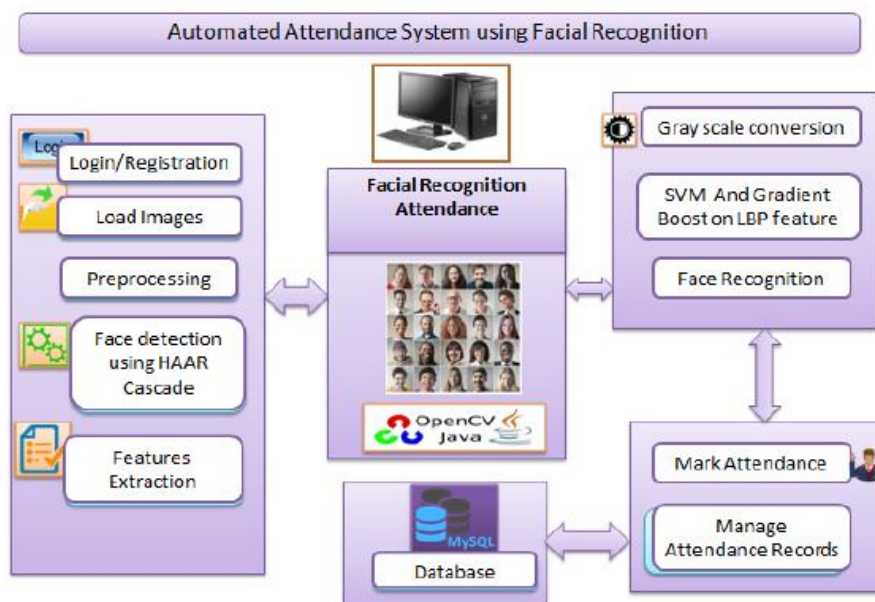 Automated Attendance System using Facial Recognition
Login
Login/Registration
Load Images
Preprocessing
Face detection
using HAAR
Cascade
Features
Extraction
Facial Recognition
Attendance
OpenCV
Java
MySQL
Database
Gray scale conversion
SVM And Gradient
Boost on LBP feature
Face Recognition
Mark Attendance
Manage
Attendance Records